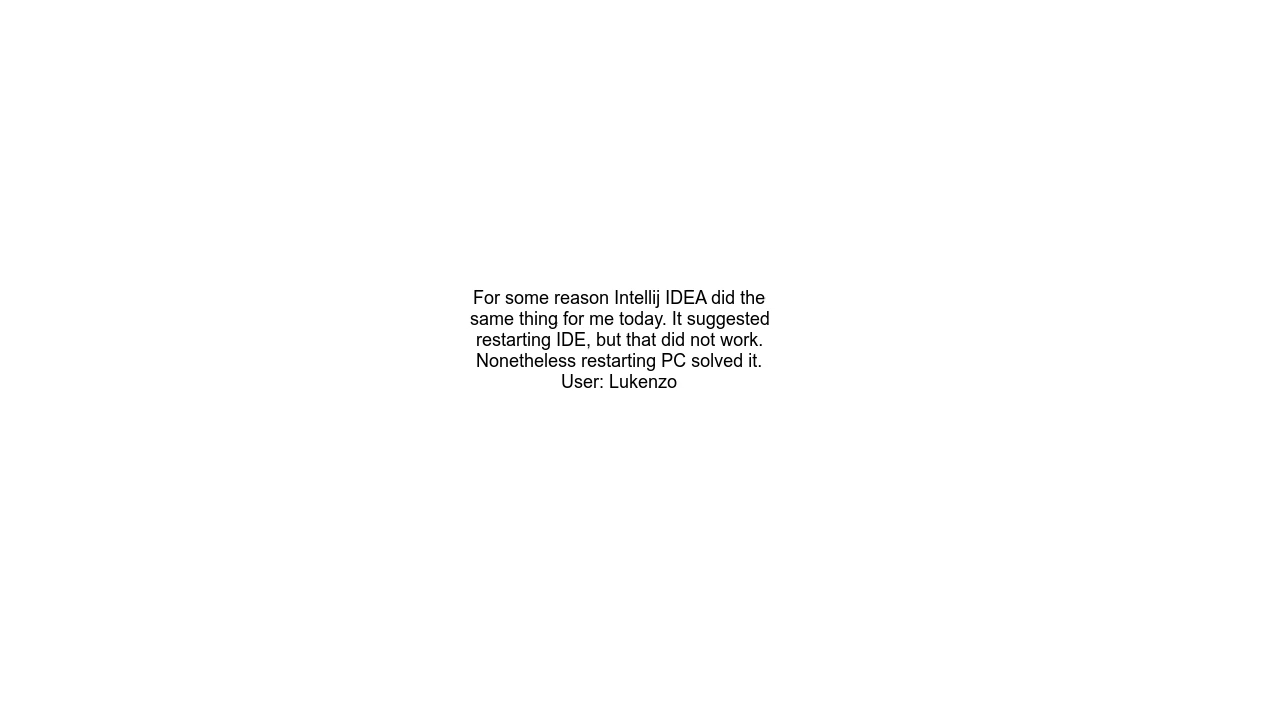 For some reason Intellij IDEA did the
same thing for me today. It suggested
restarting IDE, but that did not work.
Nonetheless restarting PC solved it.
User: Lukenzo